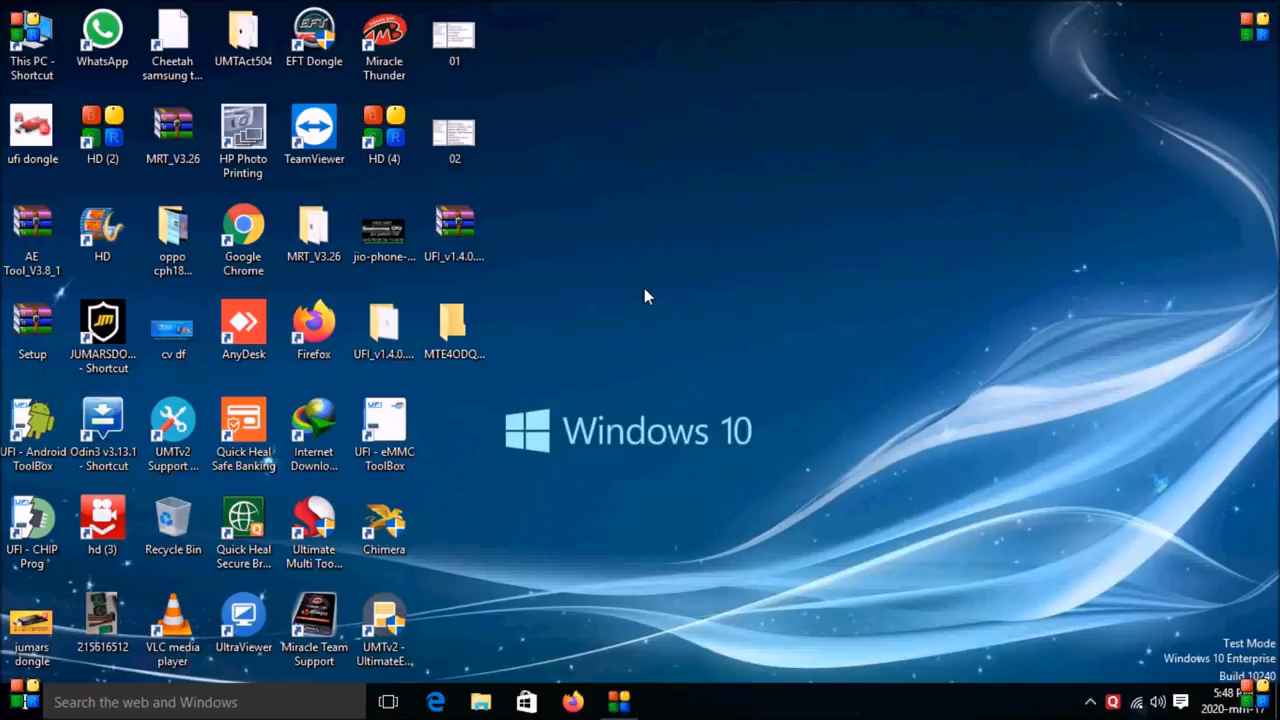 This PC -
Shortcut
WhatsApp
Cheetah
samsung t...
UMTAct504
EFT Dongle
Miracle
Thunder
01
ufi dongle
HD (2)
MRT_V3.26
HP Photo
Printing
TeamViewer
HD (4)
02
AE
Tool_V3.8_1
HD
oppo
cph18...
Google
Chrome
MRT_V3.26
jio-phone-...
UFI_v1.4.0....
Setup
JUMARSDO...
- Shortcut
cv df
AnyDesk
Firefox
UFI_v1.4.0....
MTE4ODQ...
UFI - Android
ToolBox
Odin3 v3.13.1
- Shortcut
UMTv2
Support ...
Quick Heal
Safe Banking
Internet
Downlo...
UFI - eMMC
ToolBox
Windows 10
UFI - CHIP
Prog
hd (3)
Recycle Bin
Quick Heal
Secure Br...
Ultimate
Multi Too...
Chimera
jumars
dongle
215616512
VLC media
player
UltraViewer
Miracle Team
Support
UMTv2 -
UltimateE...
Test Mode
Windows 10 Enterprise
Build 10240
Search the web and Windows
5:48
2020-mm-17